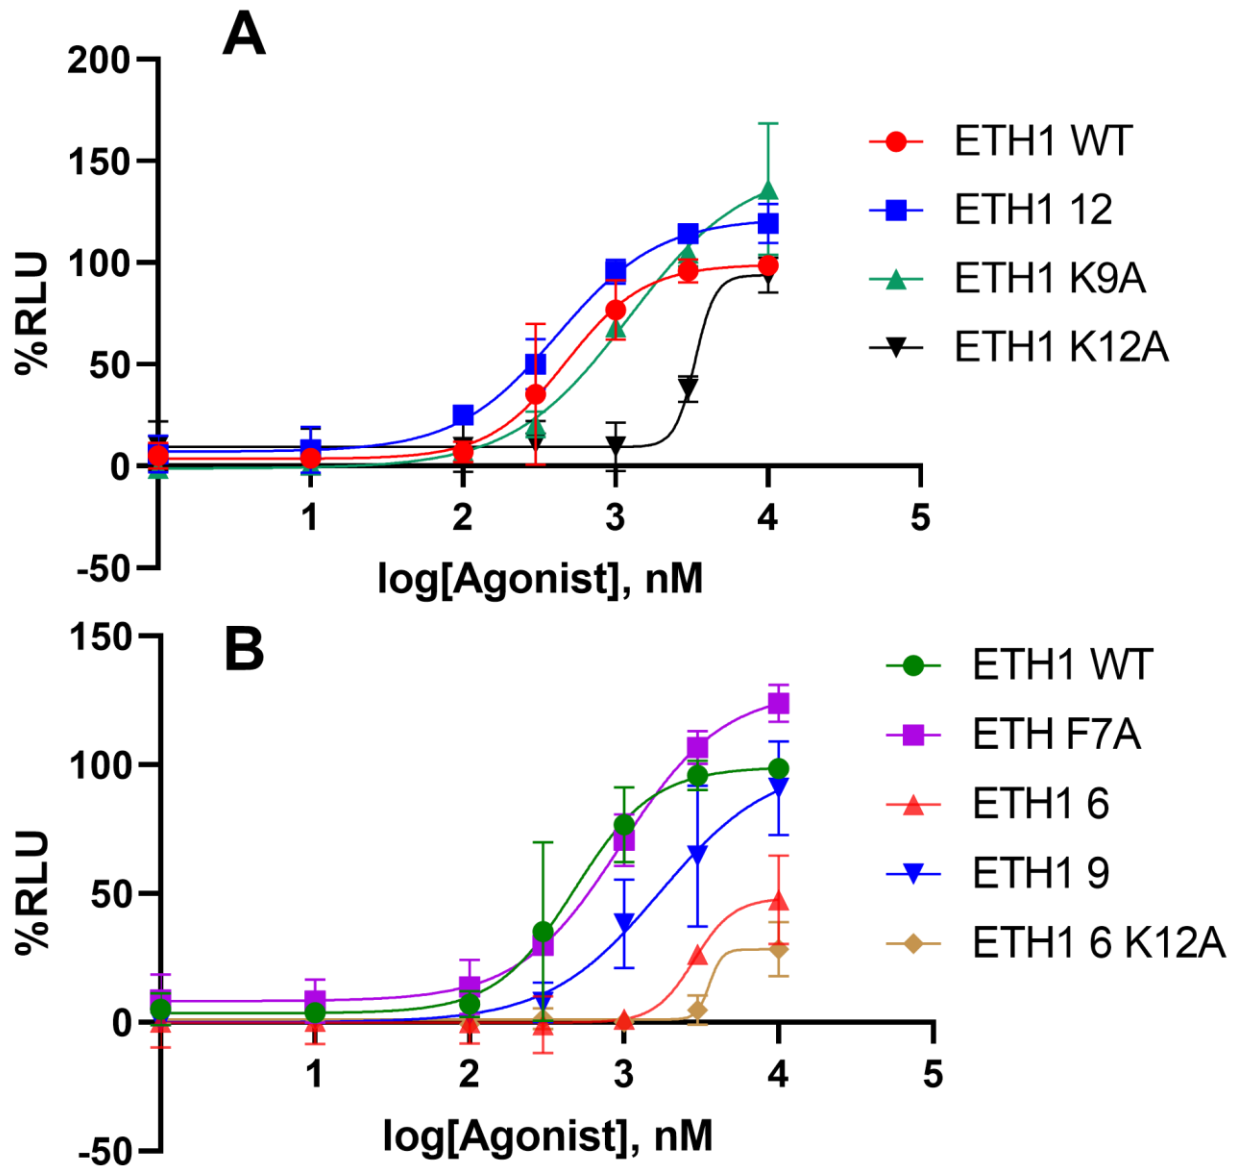 A
200
150
100
50
0
-50
%RLU
1 2 3 4 5
log[Agonist], nM
ETH1 WT
ETH1 12
ETH1 K9A
ETH1 K12A
B
150
100
50
0
-50
%RLU
1 2 3 4 5
log[Agonist], nM
ETH1 WT
ETH F7A
ETH1 6
ETH1 9
ETH1 6 K12A